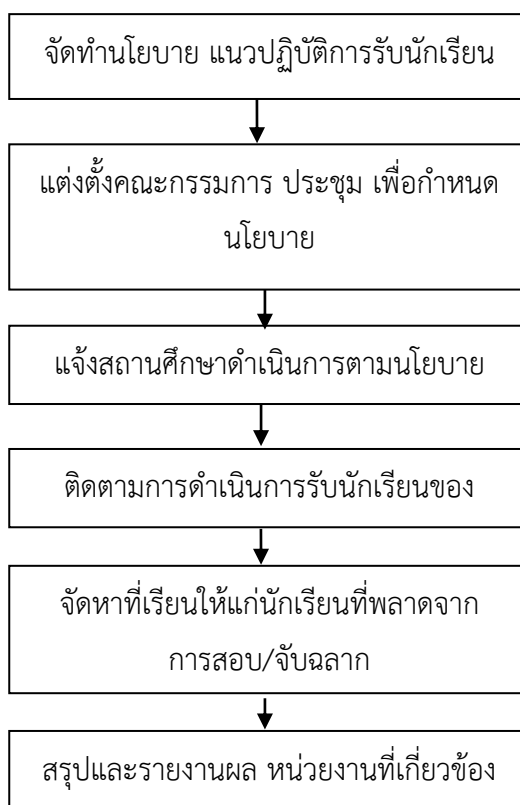 จัดทำนโยบาย แนวปฏิบัติการรับนักเรียน
แต่งตั้งคณะกรรมการ ประชุม เพื่อกำหนด
นโยบาย
แจ้งสถานศึกษาดำเนินการตามนโยบาย
ติดตามการดำเนินการรับนักเรียนของ
จัดหาที่เรียนให้แก่นักเรียนที่พลาดจาก
การสอบ/จับฉลาก
สรุปและรายงานผล หน่วยงานที่เกี่ยวข้อง